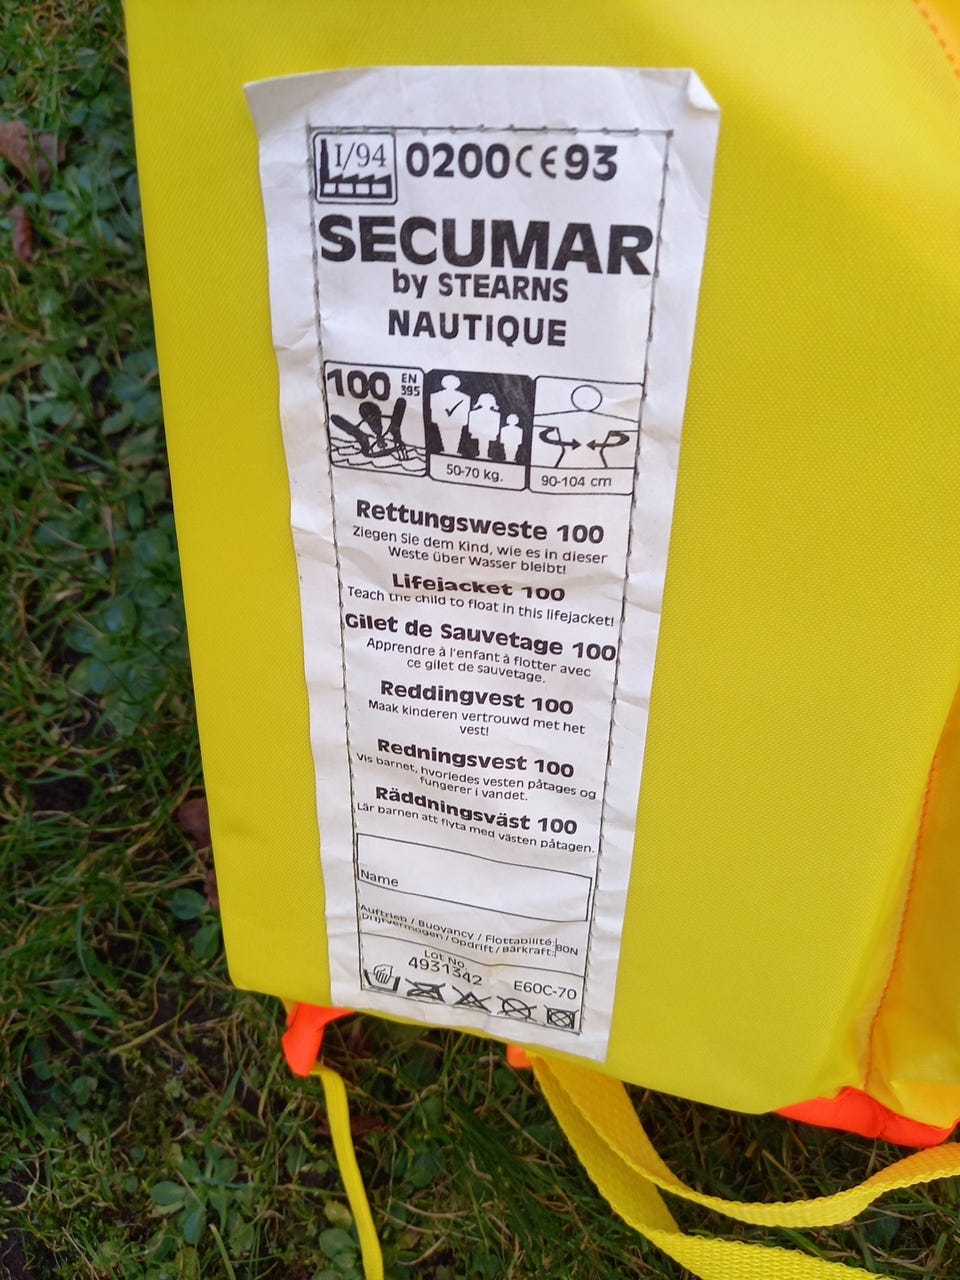 I/94 0200 CE 93
SECUMAR
by STEARNS
NAUTIQUE
100 EN
395
50-70 kg.
90-104 cm
Rettungsweste 100
Ziegen Sie dem Kind, wie es in dieser
Weste über Wasser bleibt!
Lifejacket 100
Teach the child to float in this lifejacket!
Gilet de Sauvetage 100
Apprendre à l'enfant à flotter avec
ce gilet de sauvetage.
Reddingvest 100
Maak kinderen vertrouwd met het
vest!
Redningsvest 100
Vis barnet, hvorledes vesten påtages og
fungerer i vandet.
Räddningsväst 100
Lär barnen att flyta med västen påtagen.
Name
Auftrieb / Buoyancy / Flottabilité:
Drijfvermogen / Opdrift / Bärkraft: 80N
Lot No.
4931342
E60C-70